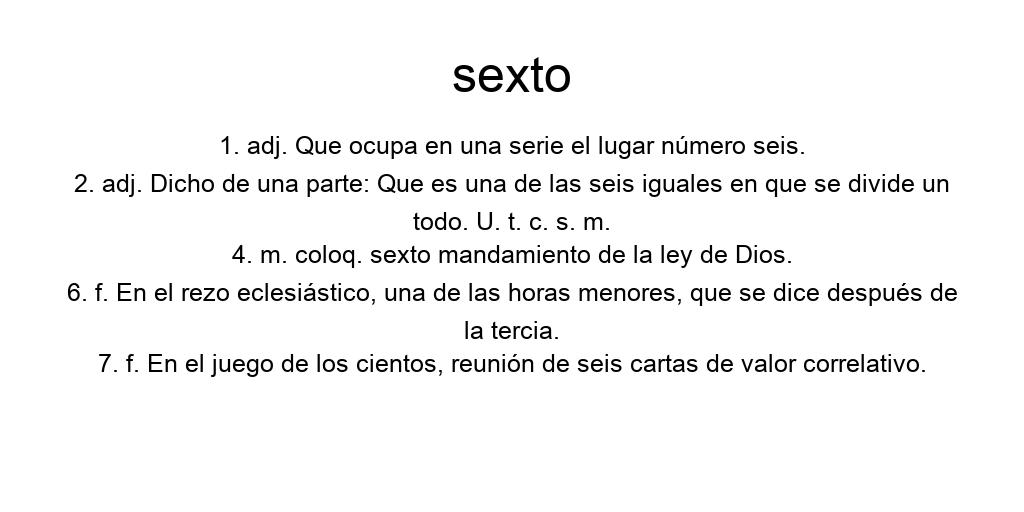 sexto
1. adj. Que ocupa en una serie el lugar número seis.
2. adj. Dicho de una parte: Que es una de las seis iguales en que se divide un
todo. U. t. c. s. m.
4. m. coloq. sexto mandamiento de la ley de Dios.
6. f. En el rezo eclesiástico, una de las horas menores, que se dice después de
la tercia.
7. f. En el juego de los cientos, reunión de seis cartas de valor correlativo.